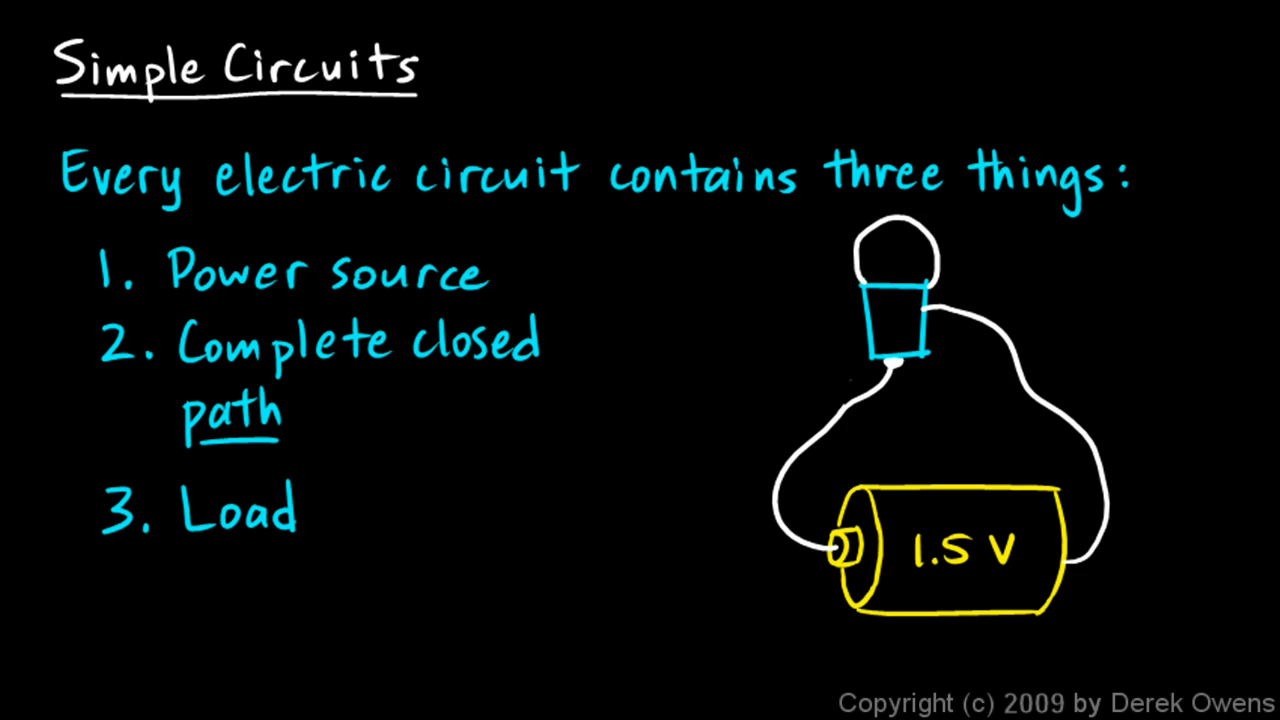 Simple Circuits
Every electric circuit contains three things:
1. Power source
2. Complete closed
path
3. Load
1.5 V
Copyright (c) 2009 by Derek Owens